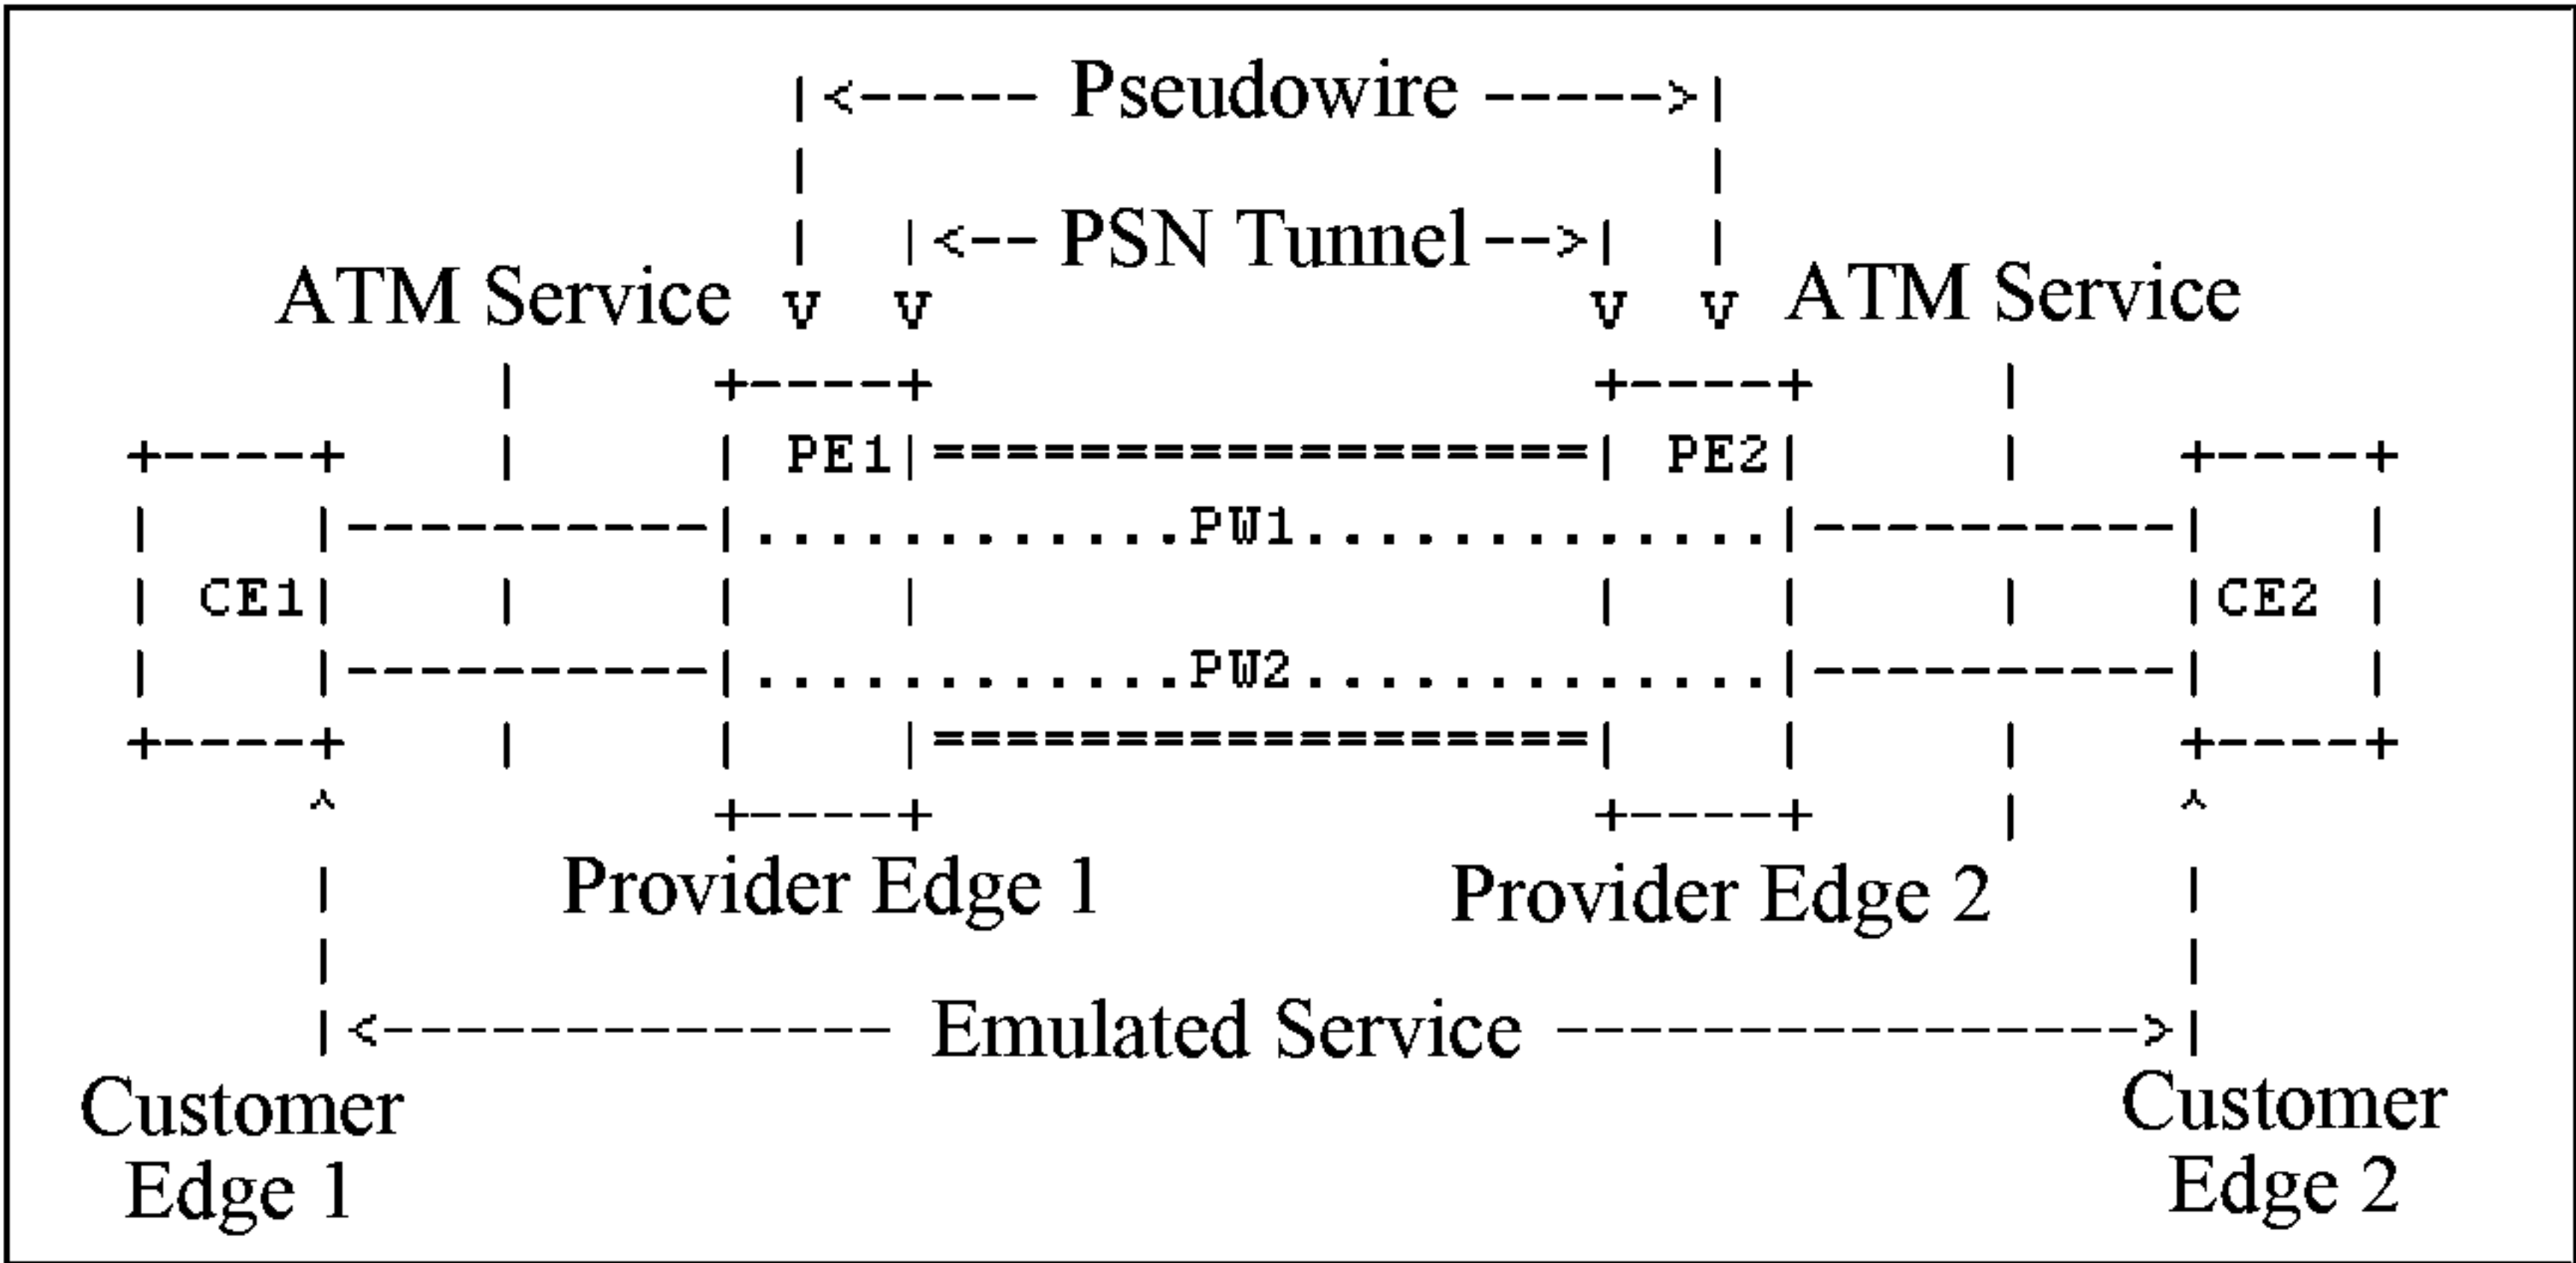 |<----- Pseudowire ----->|
|<-- PSN Tunnel -->|
ATM Service V V V V ATM Service
PE1 ================== PE2
PW1
CE1 CE2
PW2
Provider Edge 1 Provider Edge 2
|<--------------- Emulated Service ----------------->|
Customer Edge 1
Customer Edge 2